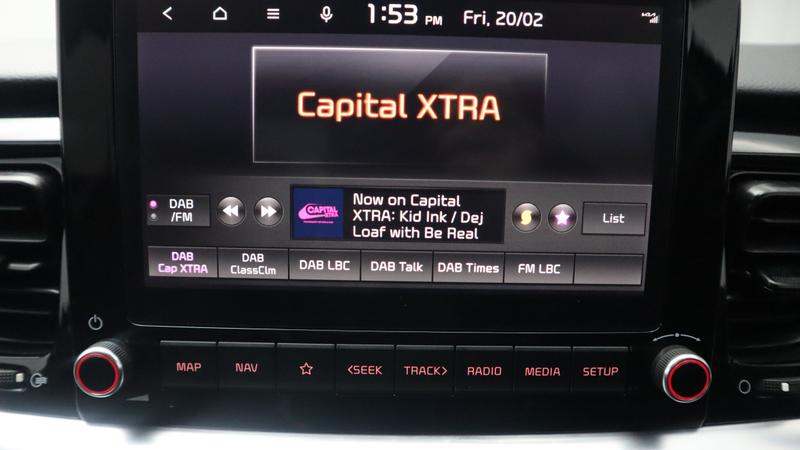 1:53 PM Fri, 20/02
Capital XTRA
DAB
/FM
CAPITAL
XTRA
Now on Capital
XTRA: Kid Ink / Dej
Loaf with Be Real
List
DAB
Cap XTRA
DAB
ClassClm
DAB LBC
DAB Talk
DAB Times
FM LBC
MAP
NAV
<SEEK
TRACK>
RADIO
MEDIA
SETUP